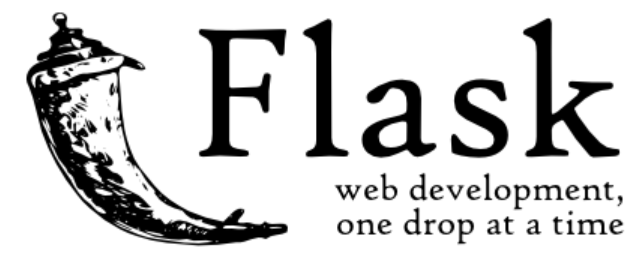 Flask
web development,
one drop at a time